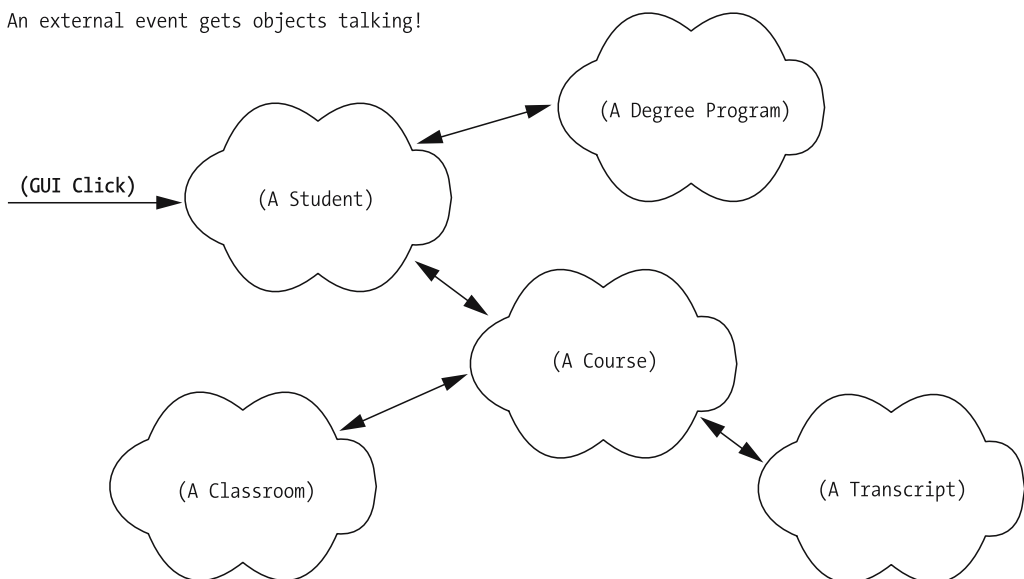 An external event gets objects talking!
(A Degree Program)
(GUI Click)
(A Student)
(A Course)
(A Classroom)
(A Transcript)